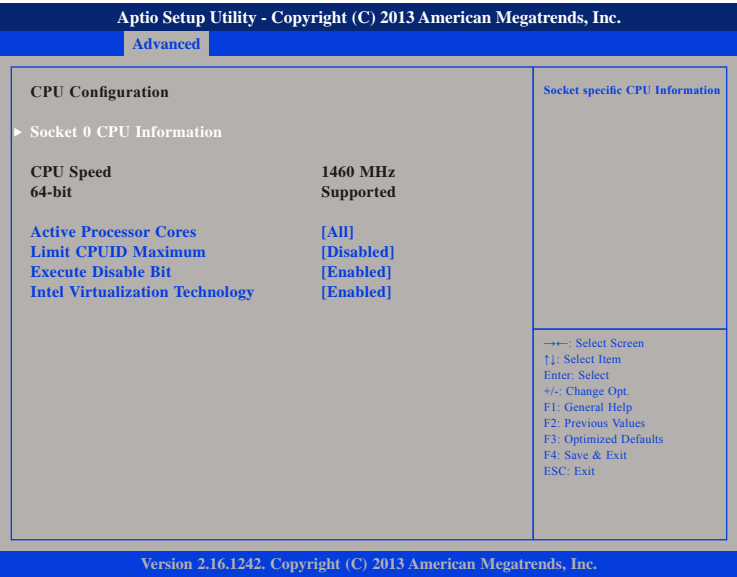 Aptio Setup Utility - Copyright (C) 2013 American Megatrends, Inc.
Advanced
CPU Configuration
▶ Socket 0 CPU Information
CPU Speed 1460 MHz
64-bit Supported
Active Processor Cores [All]
Limit CPUID Maximum [Disabled]
Execute Disable Bit [Enabled]
Intel Virtualization Technology [Enabled]
Socket specific CPU Information
→←: Select Screen
↑↓: Select Item
Enter: Select
+/-: Change Opt.
F1: General Help
F2: Previous Values
F3: Optimized Defaults
F4: Save & Exit
ESC: Exit
Version 2.16.1242. Copyright (C) 2013 American Megatrends, Inc.